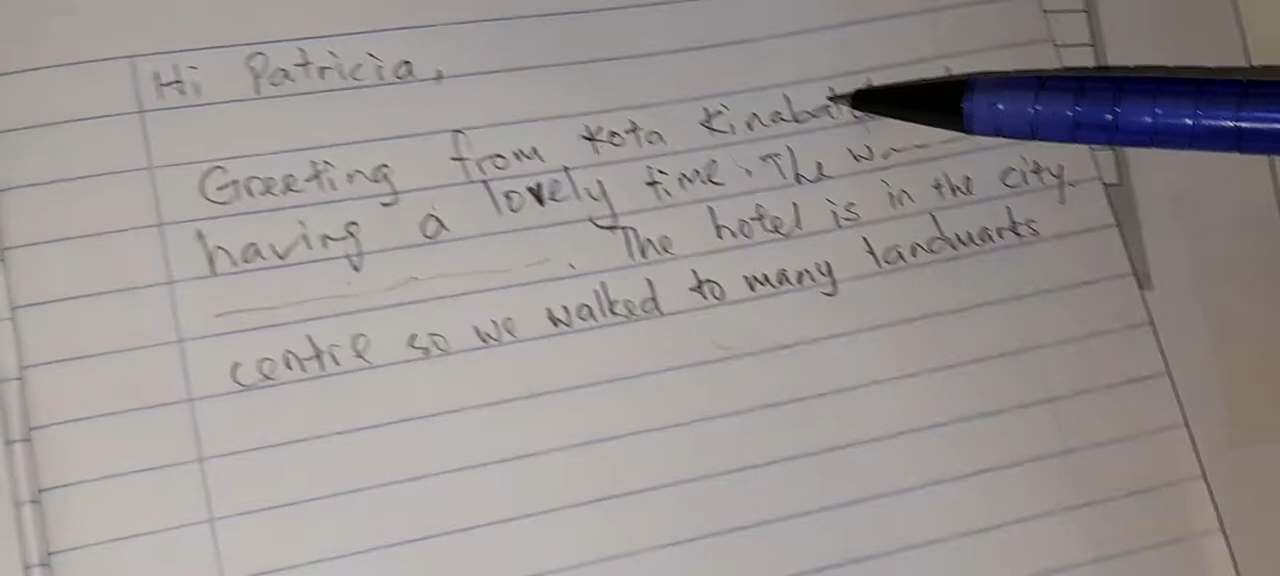 Hi Patricia,
Greeting from Kota
having a lovely time. The
. The hotel is in the city.
centre so we walked to many landmarks